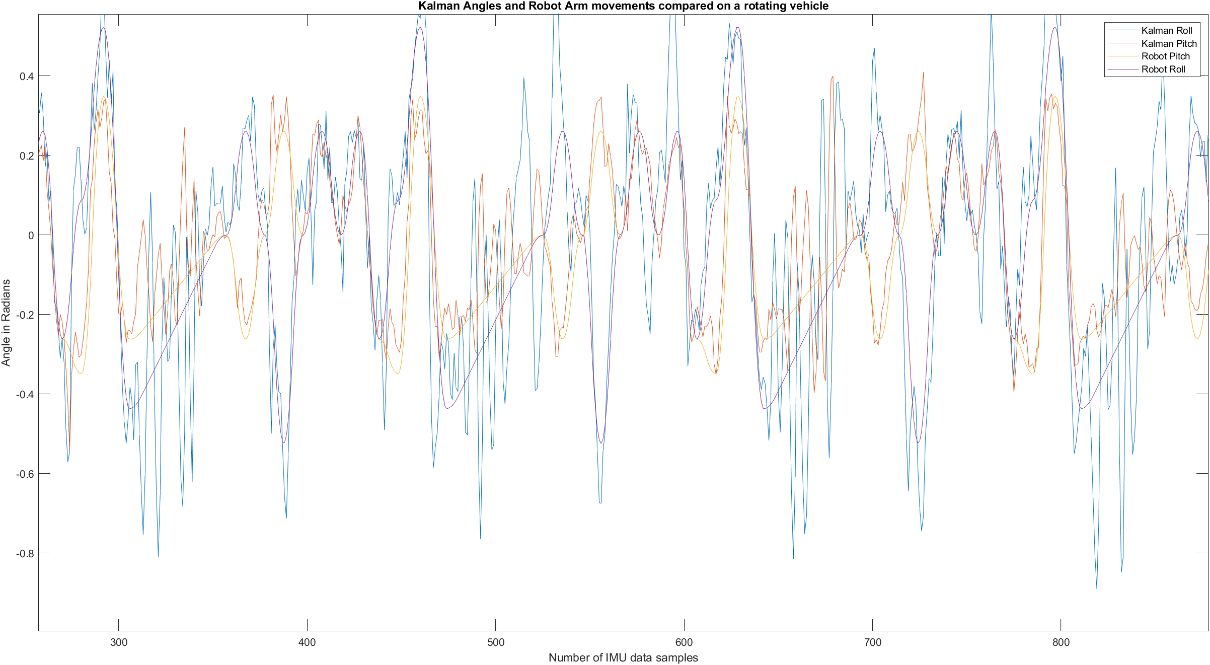 Kalman Angles and Robot Arm movements compared on a rotating vehicle
Kalman Roll
Kalman Pitch
Robot Pitch
Robot Roll
Angle in Radians
0.4
0.2
0
-0.2
-0.4
-0.6
-0.8
300 400 500 600 700 800
Number of IMU data samples